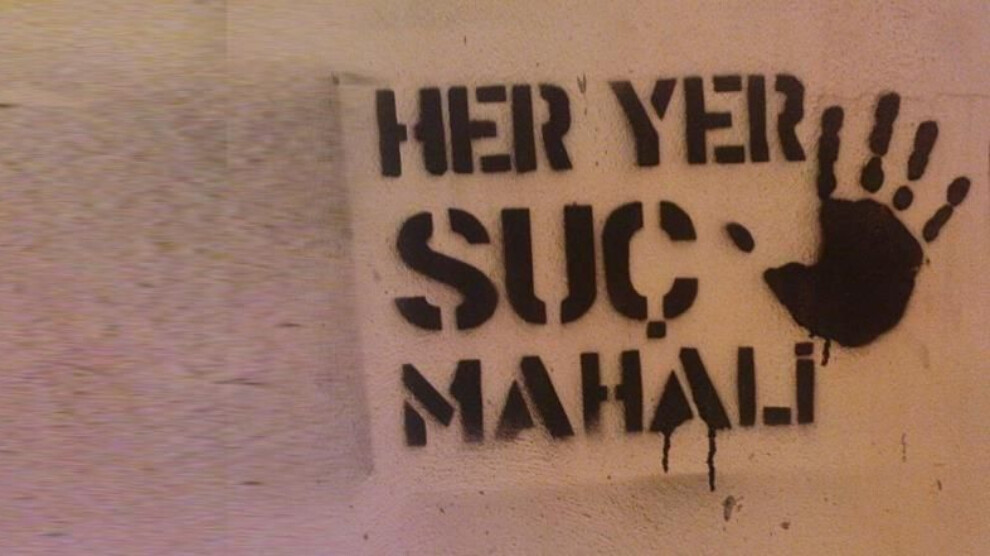 HER YER
SUÇ
MAHALİ